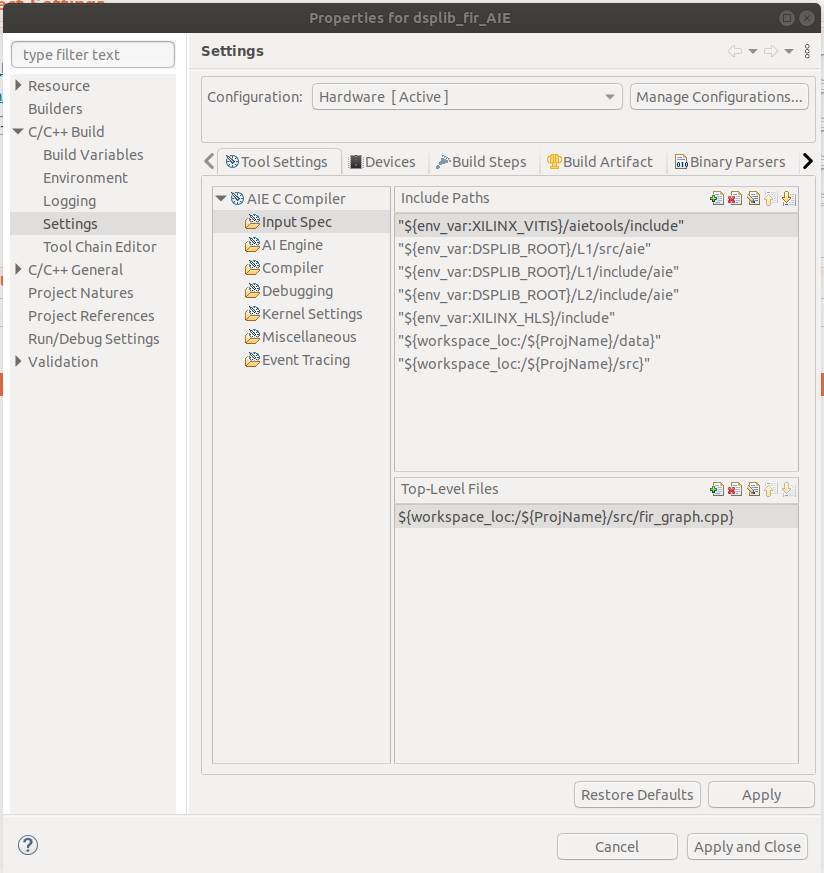 Properties for dsplib_fir_AIE
type filter text
Resource
Builders
C/C++ Build
Build Variables
Environment
Logging
Settings
Tool Chain Editor
C/C++ General
Project Natures
Project References
Run/Debug Settings
Validation
Settings
Configuration: Hardware [ Active ] Manage Configurations...
Tool Settings Devices Build Steps Build Artifact Binary Parsers
AIE C Compiler
Input Spec
AI Engine
Compiler
Debugging
Kernel Settings
Miscellaneous
Event Tracing
Include Paths
"${env_var:XILINX_VITIS}/aietools/include"
"${env_var:DSPLIB_ROOT}/L1/src/aie"
"${env_var:DSPLIB_ROOT}/L1/include/aie"
"${env_var:DSPLIB_ROOT}/L2/include/aie"
"${env_var:XILINX_HLS}/include"
"${workspace_loc:/${ProjName}/data}"
"${workspace_loc:/${ProjName}/src}"
Top-Level Files
${workspace_loc:/${ProjName}/src/fir_graph.cpp}
Restore Defaults Apply
? Cancel Apply and Close